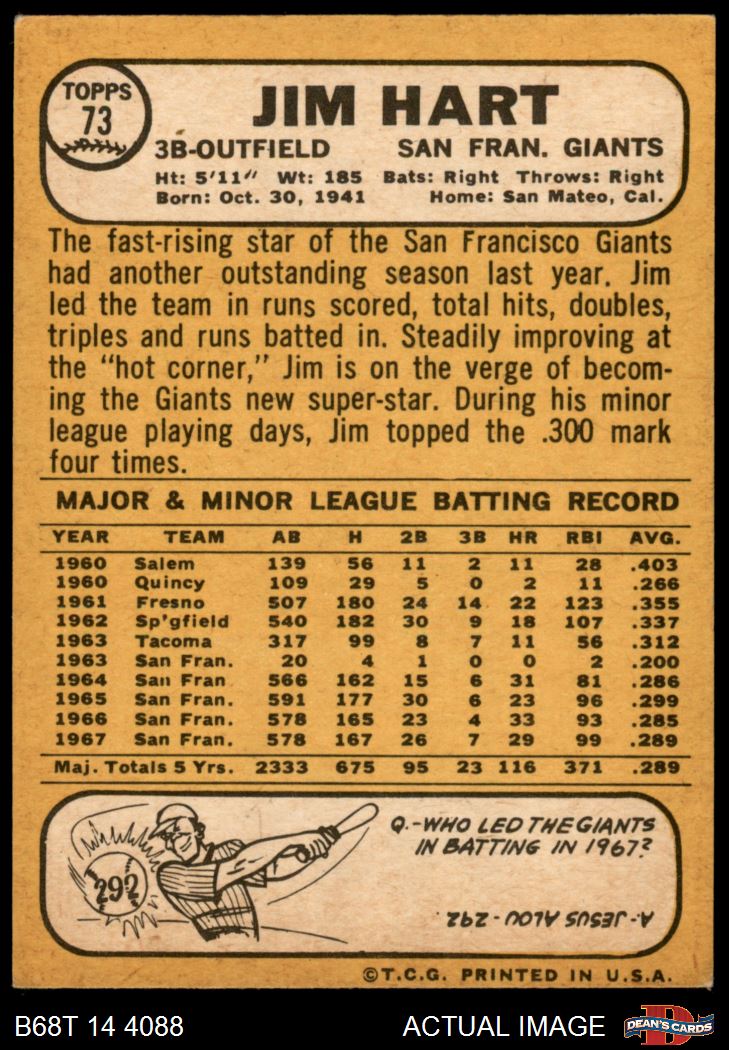 TOPPS
73
JIM HART
3B-OUTFIELD SAN FRAN. GIANTS
Ht: 5'11" Wt: 185 Bats: Right Throws: Right
Born: Oct. 30, 1941 Home: San Mateo, Cal.
The fast-rising star of the San Francisco Giants
had another outstanding season last year. Jim
led the team in runs scored, total hits, doubles,
triples and runs batted in. Steadily improving at
the "hot corner," Jim is on the verge of becom-
ing the Giants new super-star. During his minor
league playing days, Jim topped the .300 mark
four times.
MAJOR & MINOR LEAGUE BATTING RECORD
YEAR TEAM AB H 2B 3B HR RBI AVG.
1960 Salem 139 56 11 2 11 28 .403
1960 Quincy 109 29 5 0 2 11 .266
1961 Fresno 507 180 24 14 22 123 .355
1962 Sp'gfield 540 182 30 9 18 107 .337
1963 Tacoma 317 99 8 7 11 56 .312
1963 San Fran. 20 4 1 0 0 2 .200
1964 San Fran 566 162 15 6 31 81 .286
1965 San Fran. 591 177 30 6 23 96 .299
1966 San Fran. 578 165 23 4 33 93 .285
1967 San Fran. 578 167 26 7 29 99 .289
Maj. Totals 5 Yrs. 2333 675 95 23 116 371 .289
292
Q.-WHO LED THE GIANTS
IN BATTING IN 1967?
A.-JESUS ALOU-292
©T.C.G. PRINTED IN U.S.A.
B68T 14 4088 ACTUAL IMAGE D DEAN'S CARDS